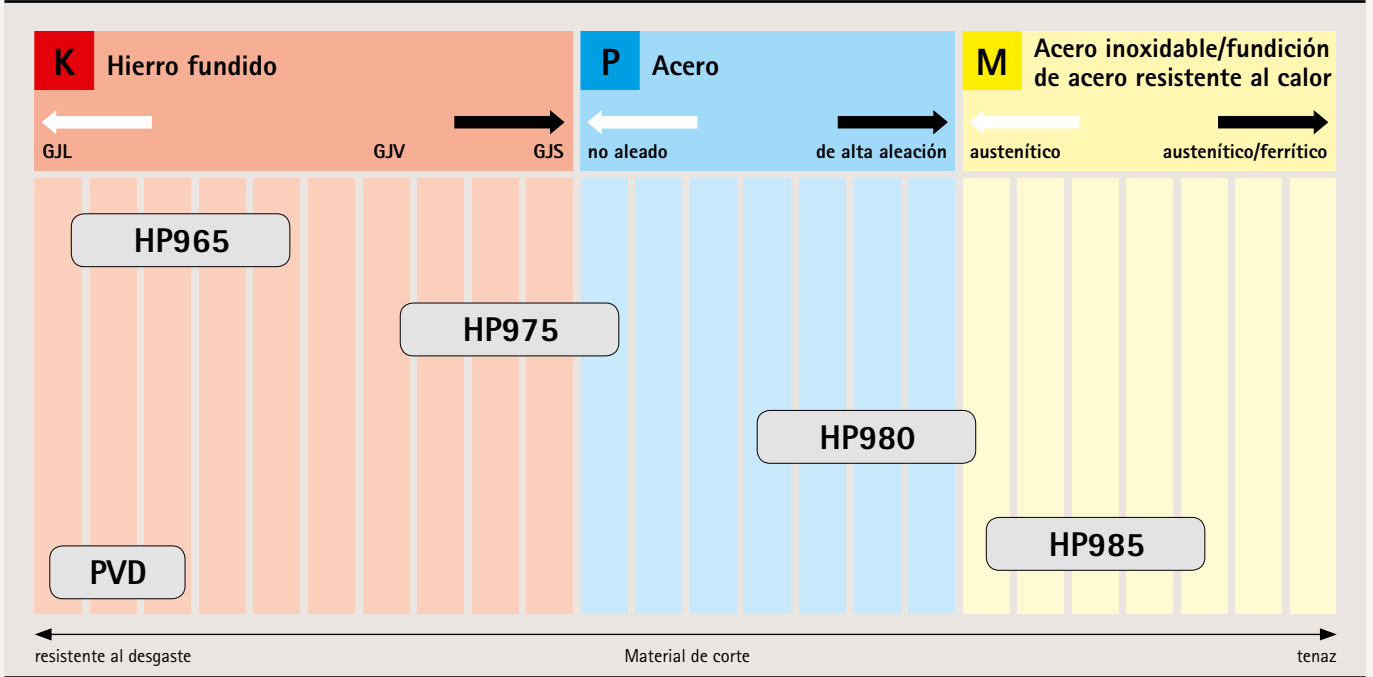 K
Hierro fundido
P
Acero
M
Acero inoxidable/fundición
de acero resistente al calor
GJL
GJV
GJS
no aleado
de alta aleación
austenítico
austenítico/ferrítico
HP965
HP975
HP980
HP985
PVD
resistente al desgaste
Material de corte
tenaz